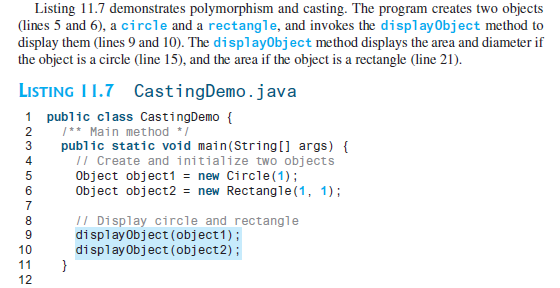 Listing 11.7 demonstrates polymorphism and casting. The program creates two objects
(lines 5 and 6), a circle and a rectangle, and invokes the displayObject method to
display them (lines 9 and 10). The displayObject method displays the area and diameter if
the object is a circle (line 15), and the area if the object is a rectangle (line 21).
LISTING 11.7 CastingDemo.java
1 public class CastingDemo {
2 /** Main method */
3 public static void main(String[] args) {
4 // Create and initialize two objects
5 Object object1 = new Circle(1);
6 Object object2 = new Rectangle(1, 1);
7
8 // Display circle and rectangle
9 displayObject(object1);
10 displayObject(object2);
11 }
12